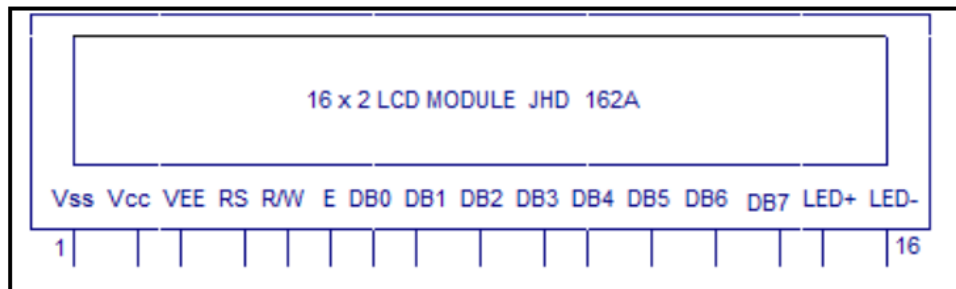 16 x 2 LCD MODULE JHD 162A
Vss Vcc VEE RS R/W E DB0 DB1 DB2 DB3 DB4 DB5 DB6 DB7 LED+ LED-
1 16